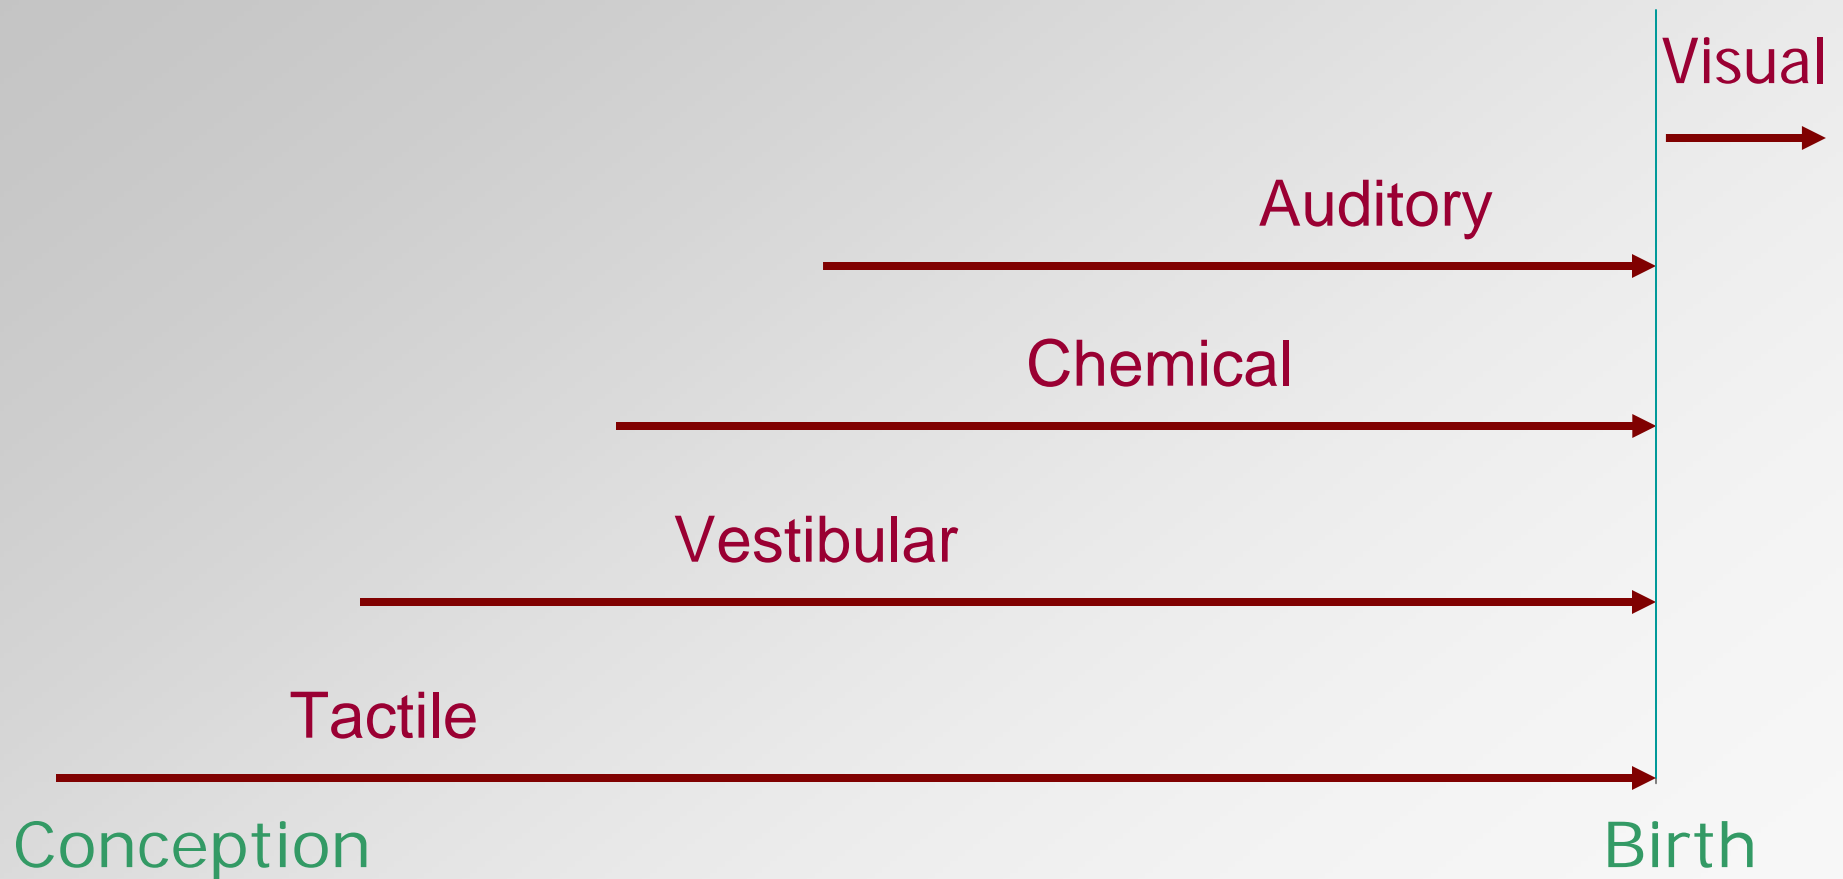 Visual
Auditory
Chemical
Vestibular
Tactile
Conception Birth